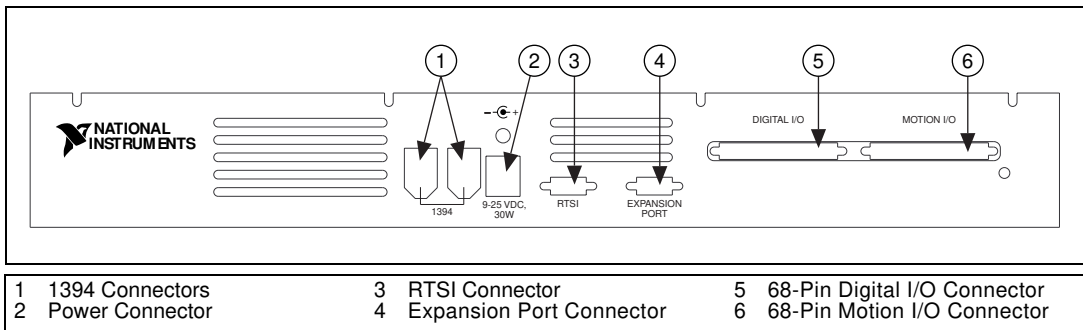 1 2 3 4 5 6
DIGITAL I/O MOTION I/O
NATIONAL
INSTRUMENTS
- +
1394
9-25 VDC,
30W
RTSI
EXPANSION
PORT
1 1394 Connectors
2 Power Connector
3 RTSI Connector
4 Expansion Port Connector
5 68-Pin Digital I/O Connector
6 68-Pin Motion I/O Connector